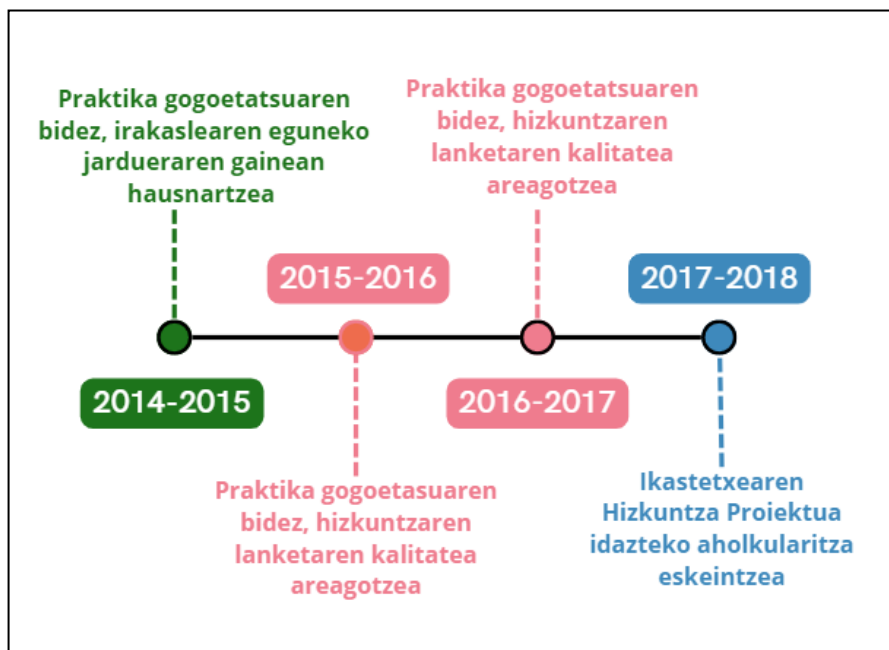 Praktika gogoetatsuaren
bidez, irakaslearen eguneko
jardueraren gainean
hausnartzea
2014-2015
2015-2016
Praktika gogoetasuaren
bidez, hizkuntzaren
lanketaren kalitatea
areagotzea
Praktika gogoetatsuaren
bidez, hizkuntzaren
lanketaren kalitatea
areagotzea
2016-2017
2017-2018
Ikastetxearen
Hizkuntza Proiektua
idazteko aholkularitza
eskeintzea